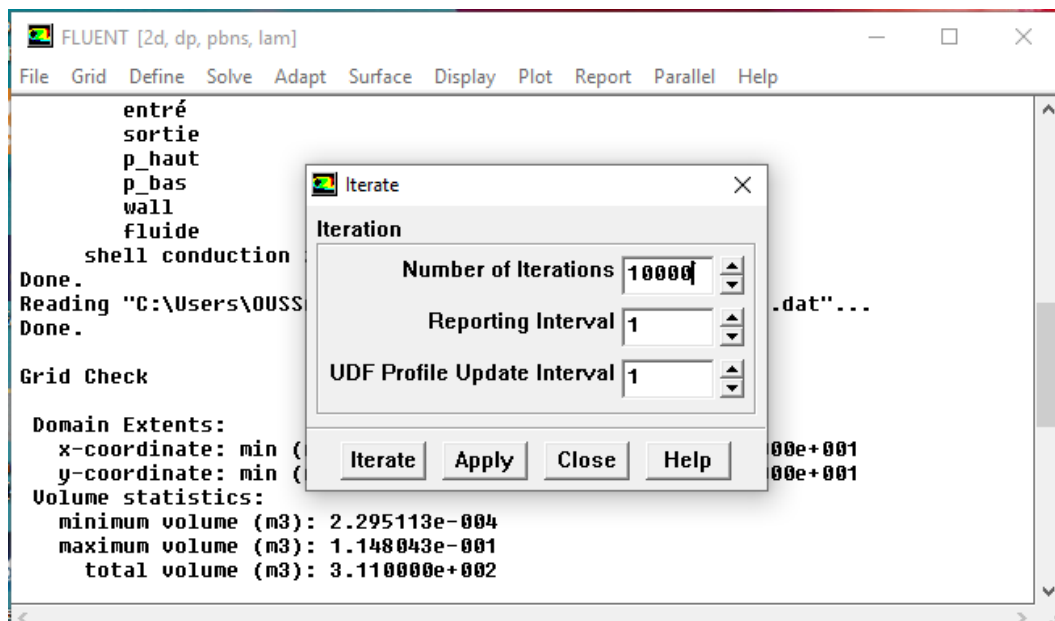 FLUENT [2d, dp, pbns, lam]
File Grid Define Solve Adapt Surface Display Plot Report Parallel Help
entré
sortie
p_haut
p_bas
wall
fluide
shell conduction
Done.
Reading "C:\Users\OUSS .dat"...
Done.
Grid Check
Domain Extents:
x-coordinate: min ( 00e+001
y-coordinate: min ( 00e+001
Volume statistics:
minimum volume (m3): 2.295113e-004
maximum volume (m3): 1.148043e-001
total volume (m3): 3.110000e+002
Iterate
Iteration
Number of Iterations 10000
Reporting Interval 1
UDF Profile Update Interval 1
Iterate Apply Close Help